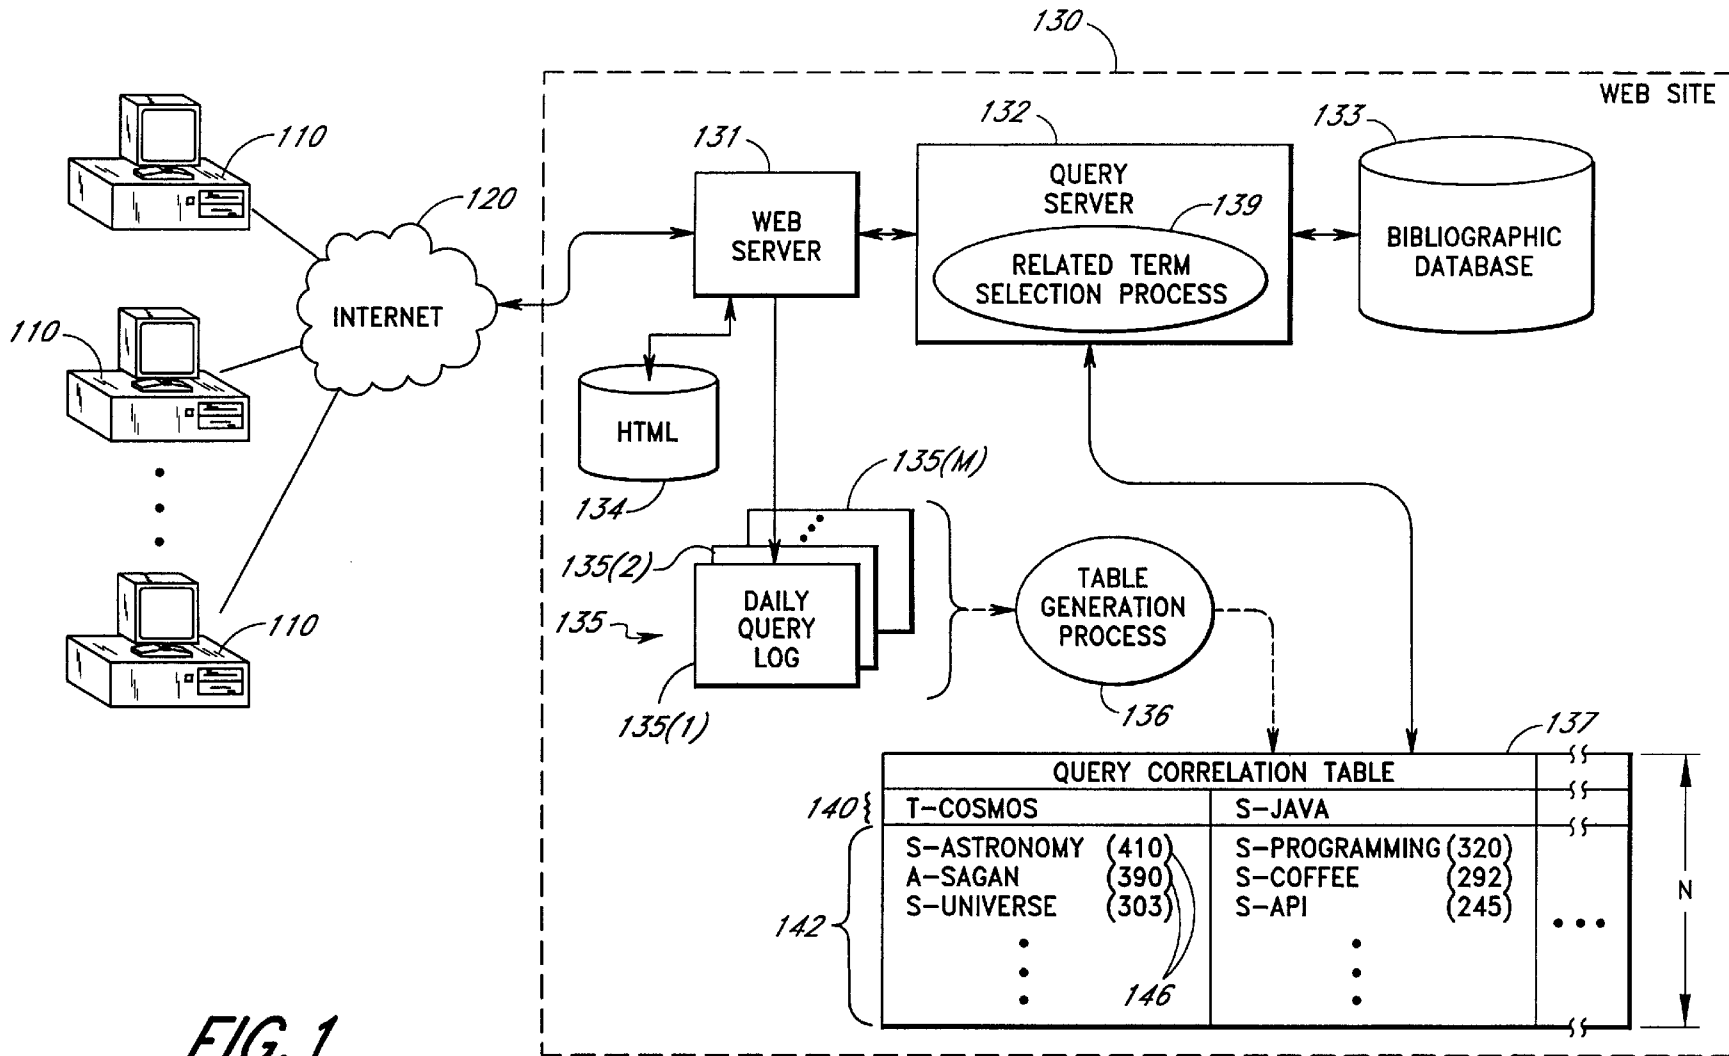 130
WEB SITE
110
120
INTERNET
110
110
131
WEB
SERVER
132
QUERY
SERVER
139
RELATED TERM
SELECTION PROCESS
133
BIBLIOGRAPHIC
DATABASE
HTML
134
135(M)
135(2)
135
DAILY
QUERY
LOG
135(1)
TABLE
GENERATION
PROCESS
136
137
QUERY CORRELATION TABLE
140 { T-COSMOS S-JAVA
142
S-ASTRONOMY (410) S-PROGRAMMING (320)
A-SAGAN (390) S-COFFEE (292)
S-UNIVERSE (303) S-API (245)
146
N
FIG. 1